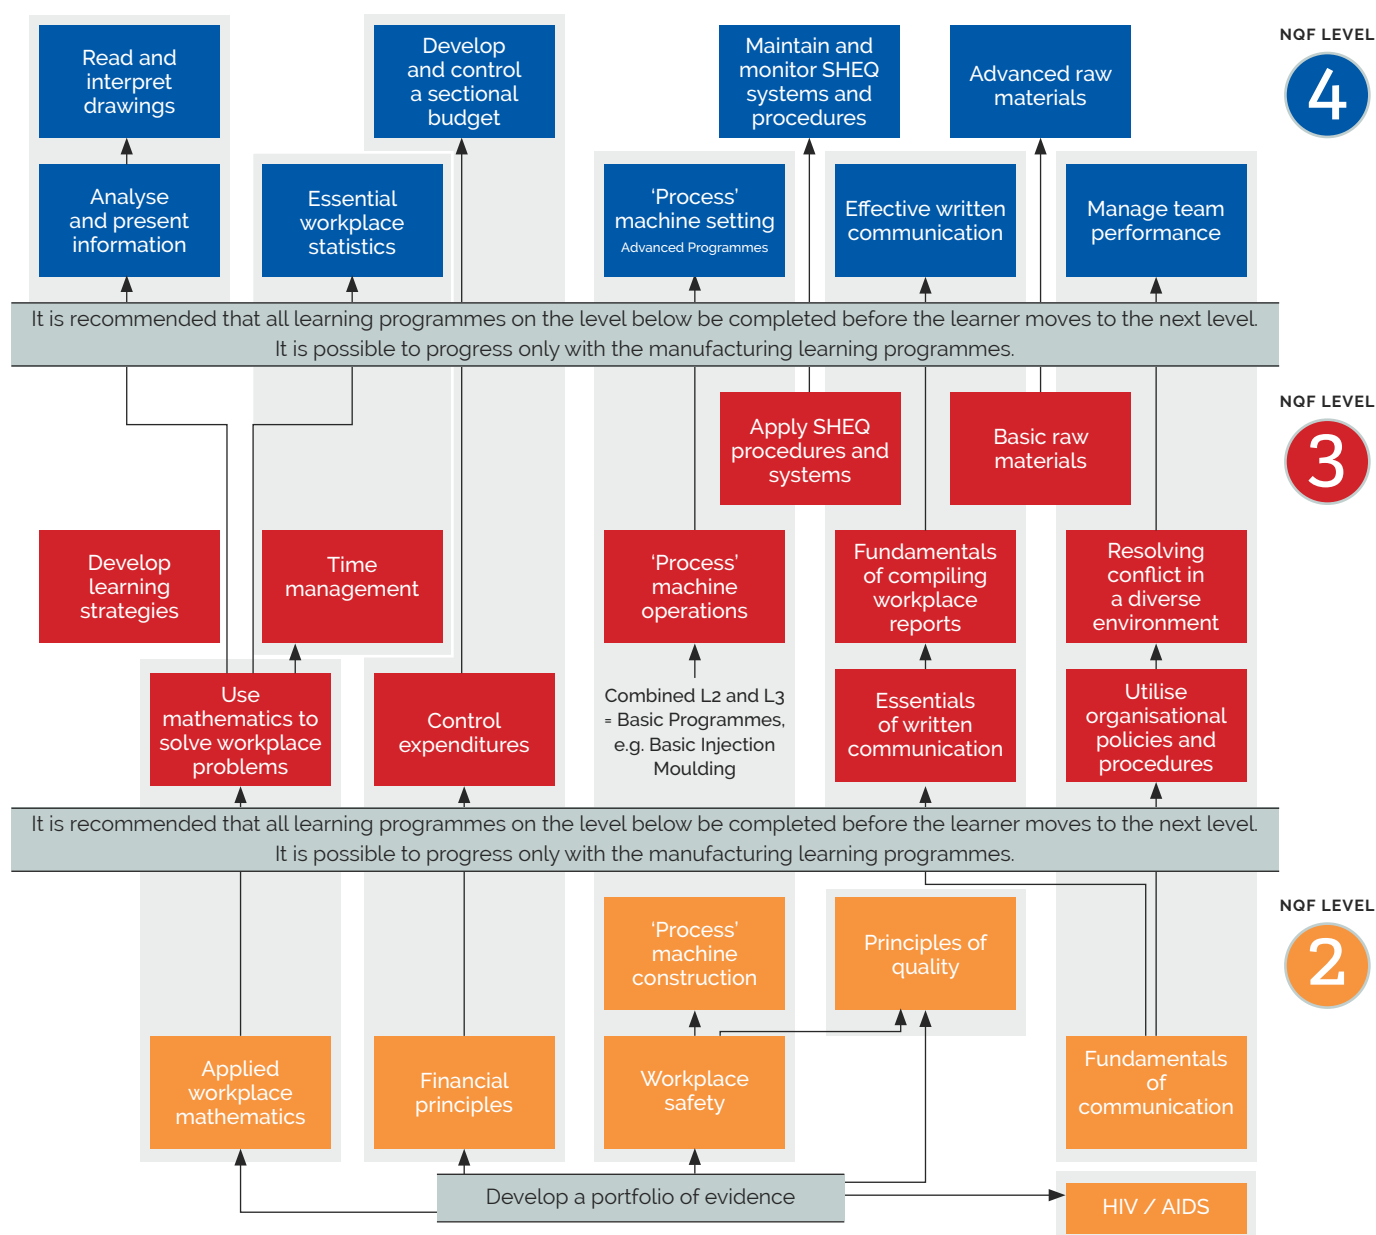 Read and
interpret
drawings
Develop
and control
a sectional
budget
Maintain and
monitor SHEQ
systems and
procedures
Advanced raw
materials
NQF LEVEL
4
Analyse
and present
information
Essential
workplace
statistics
‘Process’
machine setting
Advanced Programmes
Effective written
communication
Manage team
performance
It is recommended that all learning programmes on the level below be completed before the learner moves to the next level.
It is possible to progress only with the manufacturing learning programmes.
Apply SHEQ
procedures and
systems
Basic raw
materials
NQF LEVEL
3
Develop
learning
strategies
Time
management
‘Process’
machine
operations
Fundamentals
of compiling
workplace
reports
Resolving
conflict in
a diverse
environment
Use
mathematics to
solve workplace
problems
Control
expenditures
Combined L2 and L3
= Basic Programmes,
e.g. Basic Injection
Moulding
Essentials
of written
communication
Utilise
organisational
policies and
procedures
It is recommended that all learning programmes on the level below be completed before the learner moves to the next level.
It is possible to progress only with the manufacturing learning programmes.
‘Process’
machine
construction
Principles of
quality
NQF LEVEL
2
Applied
workplace
mathematics
Financial
principles
Workplace
safety
Fundamentals
of
communication
Develop a portfolio of evidence
HIV / AIDS